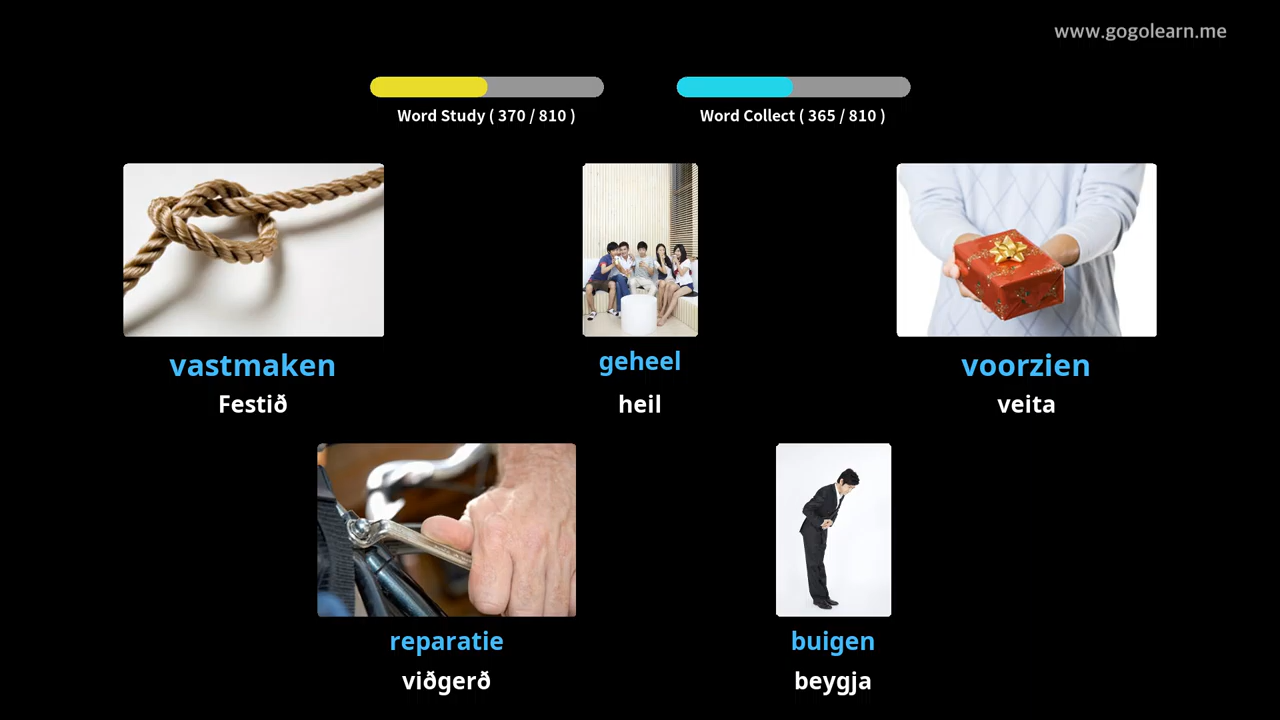 www.gogolearn.me
Word Study ( 370 / 810 )
Word Collect ( 365 / 810 )
vastmaken
Festið
geheel
heil
voorzien
veita
reparatie
viðgerð
buigen
beygja